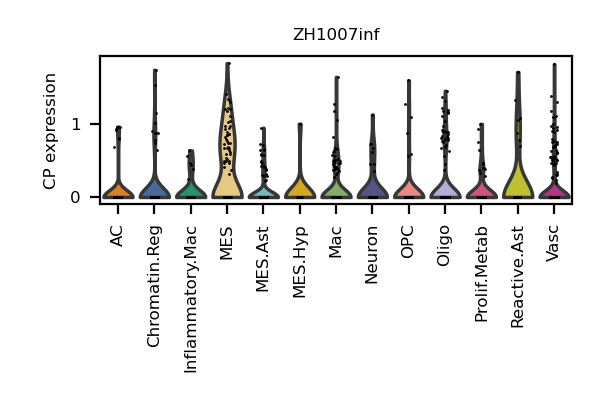 ZH1007inf
CP expression
1
0
AC
Chromatin.Reg
Inflammatory.Mac
MES
MES.Ast
MES.Hyp
Mac
Neuron
OPC
Oligo
Prolif.Metab
Reactive.Ast
Vasc